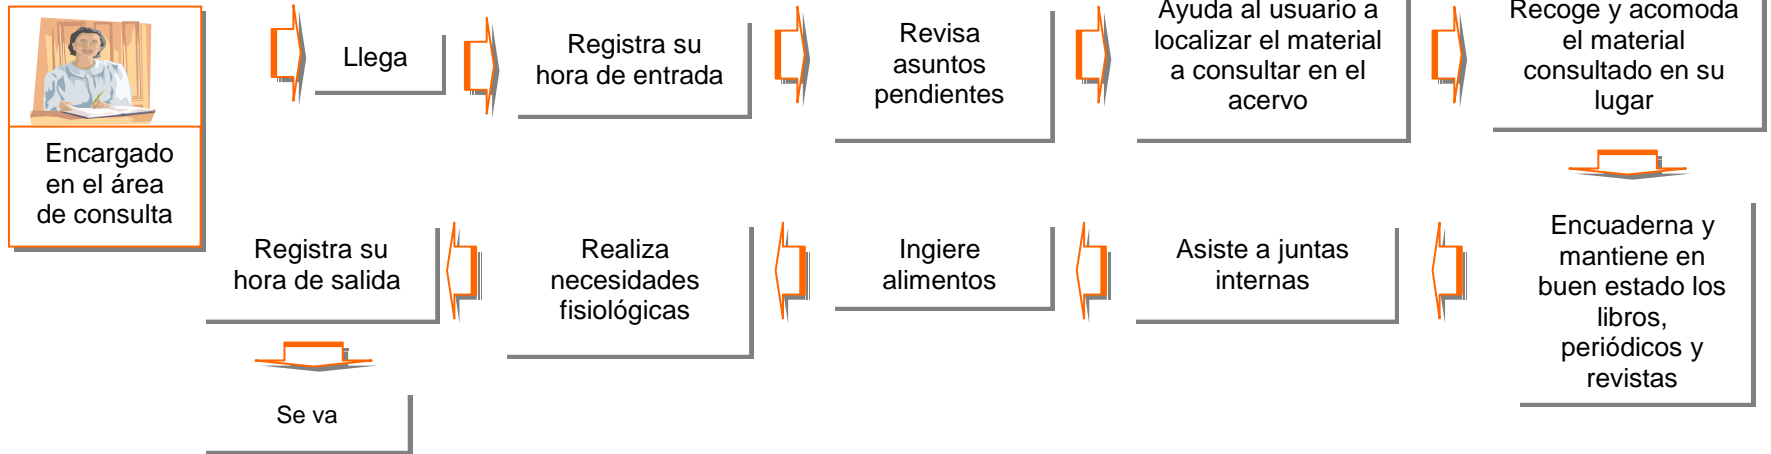 Encargado
en el área
de consulta
Llega
Registra su
hora de entrada
Revisa
asuntos
pendientes
Ayuda al usuario a
localizar el material
a consultar en el
acervo
Recoge y acomoda
el material
consultado en su
lugar
Encuaderna y
mantiene en
buen estado los
libros,
periódicos y
revistas
Asiste a juntas
internas
Ingiere
alimentos
Realiza
necesidades
fisiológicas
Registra su
hora de salida
Se va